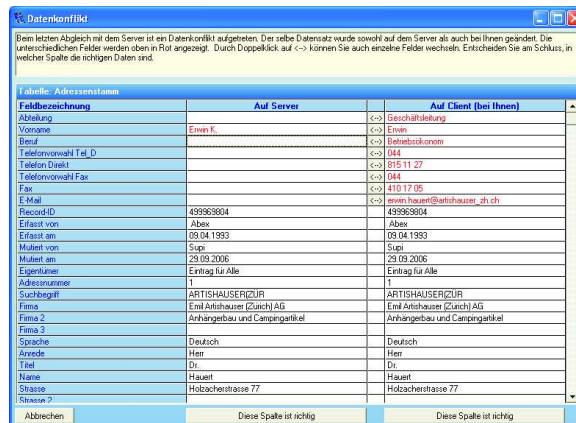 Datenkonflikt
Beim letzten Abgleich mit dem Server ist ein Datenkonflikt aufgetreten. Der selbe Datensatz wurde sowohl auf dem Server als auch bei Ihnen geändert. Die
unterschiedlichen Felder werden oben in Rot angezeigt. Durch Doppelklick auf <--> können Sie auch einzelne Felder wechseln. Entscheiden Sie am Schluss, in
welcher Spalte die richtigen Daten sind.
Tabelle: Adressenstamm
Feldbezeichnung Auf Server Auf Client (bei Ihnen)
Abteilung <--> Geschäftsleitung
Vorname Erwin K. <--> Erwin
Beruf <--> Betriebsökonom
Telefonvorwahl Tel_D <--> 044
Telefon Direkt <--> 815 11 27
Telefonvorwahl Fax <--> 044
Fax <--> 410 17 05
E-Mail <--> erwin.hauert@artishauser_zh.ch
Record-ID 499969804 499969804
Erfasst von Abex Abex
Erfasst am 09.04.1993 09.04.1993
Mutiert von Supi Supi
Mutiert am 29.09.2006 29.09.2006
Eigentümer Eintrag für Alle Eintrag für Alle
Adressnummer 1 1
Suchbegriff ARTISHAUSER(ZÜR ARTISHAUSER(ZÜR
Firma Emil Artishauser (Zürich) AG Emil Artishauser (Zürich) AG
Firma 2 Anhängerbau und Campingartikel Anhängerbau und Campingartikel
Firma 3
Sprache Deutsch Deutsch
Anrede Herr Herr
Titel Dr. Dr.
Name Hauert Hauert
Strasse Holzacherstrasse 77 Holzacherstrasse 77
Strasse 2
Abbrechen Diese Spalte ist richtig Diese Spalte ist richtig